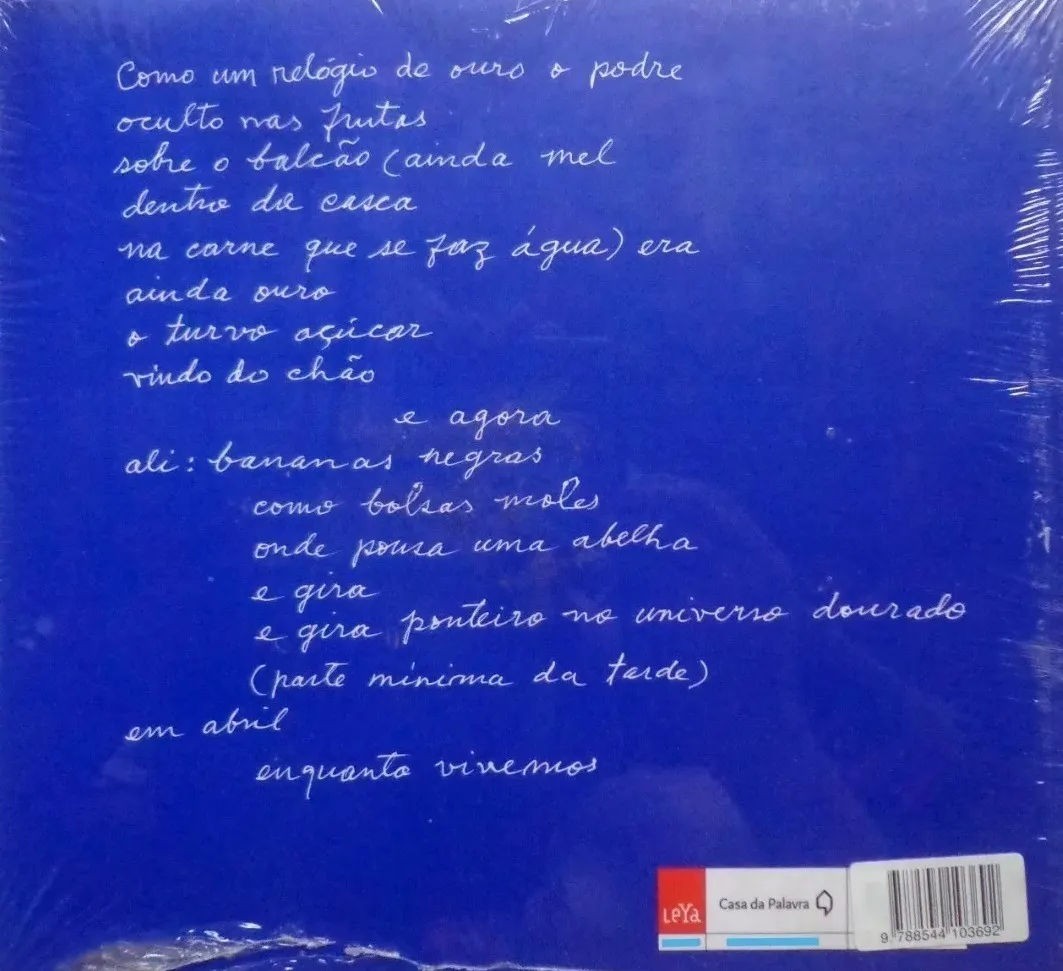 Como um relógio de ouro o podre
oculto nas frutas
sobre o balcão (ainda mel
dentro da casca
na carne que se faz água) era
ainda ouro
o turvo açúcar
vindo do chão
e agora
ali: bananas negras
como bolsas moles
onde pousa uma abelha
e gira
e gira ponteiro no universo dourado
(parte mínima da tarde)
em abril
enquanto vivemos
LeYa
Casa da Palavra
9 788544 103692